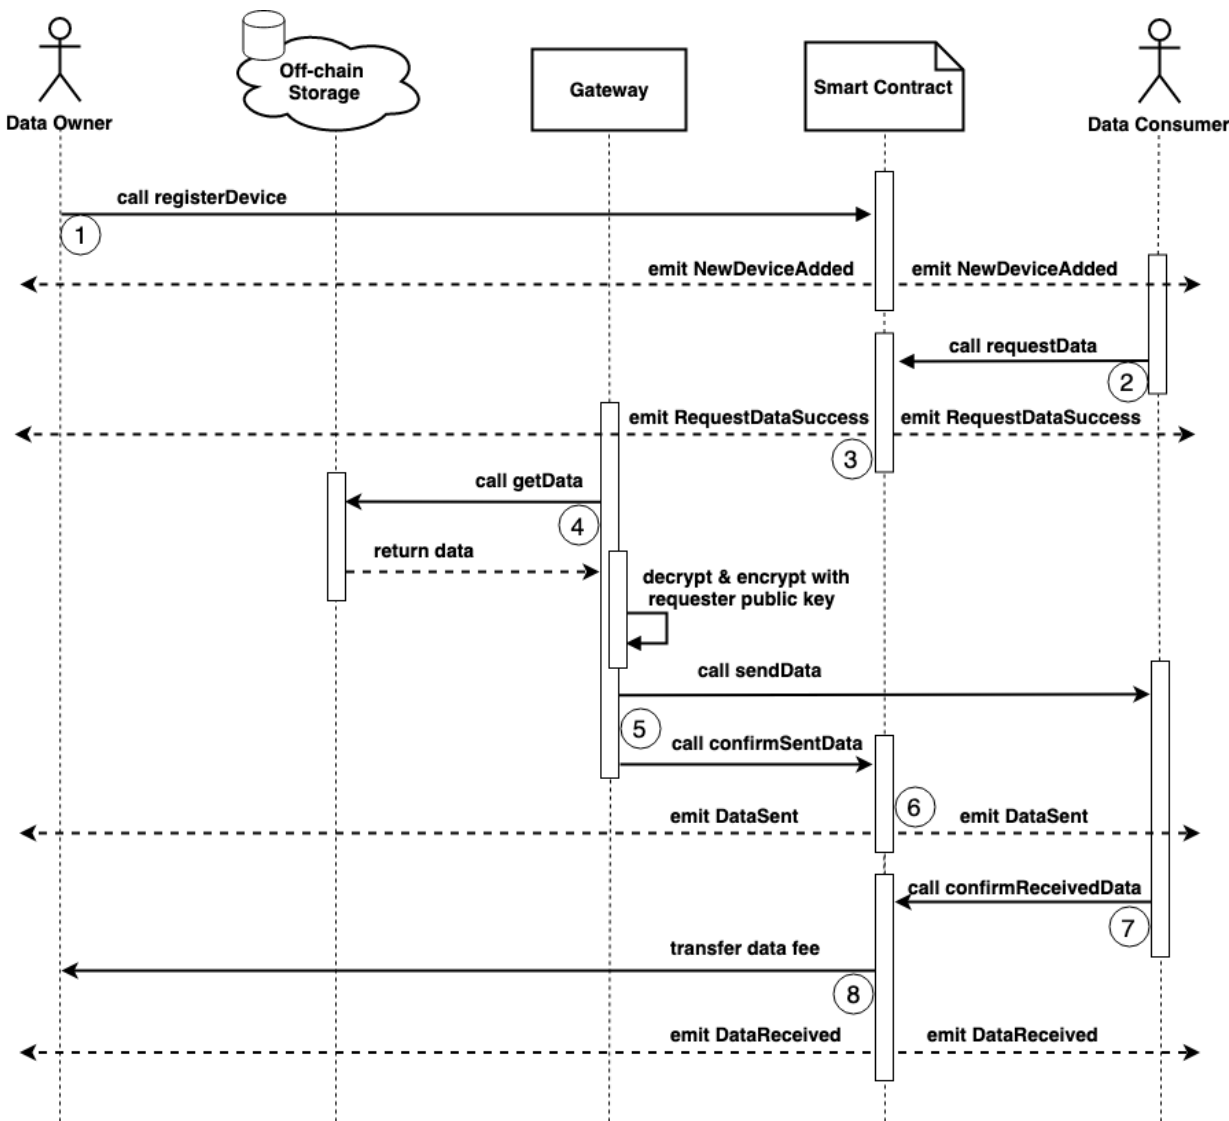 Off-chain
Storage
Gateway
Smart Contract
Data Owner
Data Consumer
call registerDevice
1
emit NewDeviceAdded
emit NewDeviceAdded
call requestData
2
emit RequestDataSuccess
emit RequestDataSuccess
3
call getData
4
return data
decrypt & encrypt with
requester public key
call sendData
5
call confirmSentData
6
emit DataSent
emit DataSent
call confirmReceivedData
7
transfer data fee
8
emit DataReceived
emit DataReceived